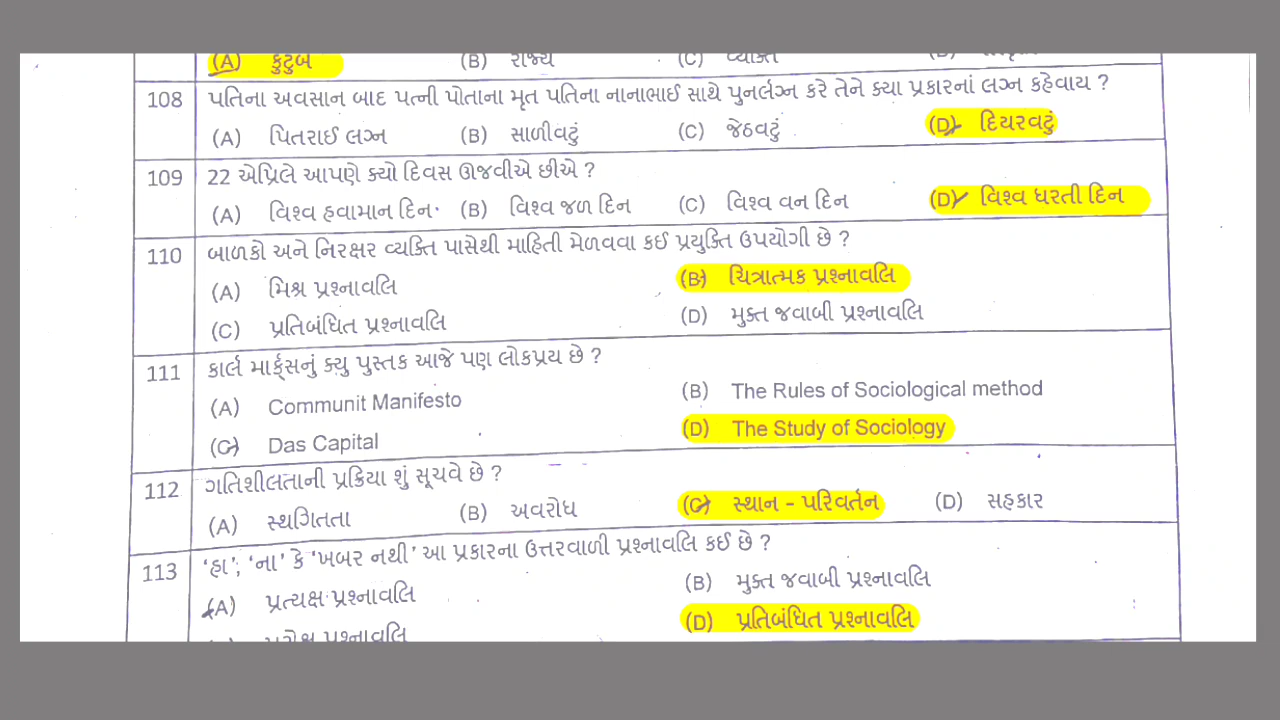 (A) કુટુંબ (B) રાજ્ય (C) વ્યક્તિ
108 પતિના અવસાન બાદ પત્ની પોતાના મૃત પતિના નાનાભાઈ સાથે પુનર્લગ્ન કરે તેને ક્યા પ્રકારનાં લગ્ન કહેવાય ?
(A) પિતરાઈ લગ્ન (B) સાળીવટું (C) જેઠવટું (D) દિયરવટું
109 22 એપ્રિલે આપણે ક્યો દિવસ ઊજવીએ છીએ ?
(A) વિશ્વ હવામાન દિન (B) વિશ્વ જળ દિન (C) વિશ્વ વન દિન (D) વિશ્વ ધરતી દિન
110 બાળકો અને નિરક્ષર વ્યક્તિ પાસેથી માહિતી મેળવવા કઈ પ્રયુક્તિ ઉપયોગી છે ?
(A) મિશ્ર પ્રશ્નાવલિ (B) ચિત્રાત્મક પ્રશ્નાવલિ
(C) પ્રતિબંધિત પ્રશ્નાવલિ (D) મુક્ત જવાબી પ્રશ્નાવલિ
111 કાર્લ માર્ક્સનું ક્યુ પુસ્તક આજે પણ લોકપ્રય છે ?
(A) Communit Manifesto (B) The Rules of Sociological method
(C) Das Capital (D) The Study of Sociology
112 ગતિશીલતાની પ્રક્રિયા શું સૂચવે છે ?
(A) સ્થગિતતા (B) અવરોધ (C) સ્થાન - પરિવર્તન (D) સહકાર
113 'હા', 'ના' કે 'ખબર નથી' આ પ્રકારના ઉત્તરવાળી પ્રશ્નાવલિ કઈ છે ?
(A) પ્રત્યક્ષ પ્રશ્નાવલિ (B) મુક્ત જવાબી પ્રશ્નાવલિ
પરોક્ષ પ્રશ્નાવલિ (D) પ્રતિબંધિત પ્રશ્નાવલિ